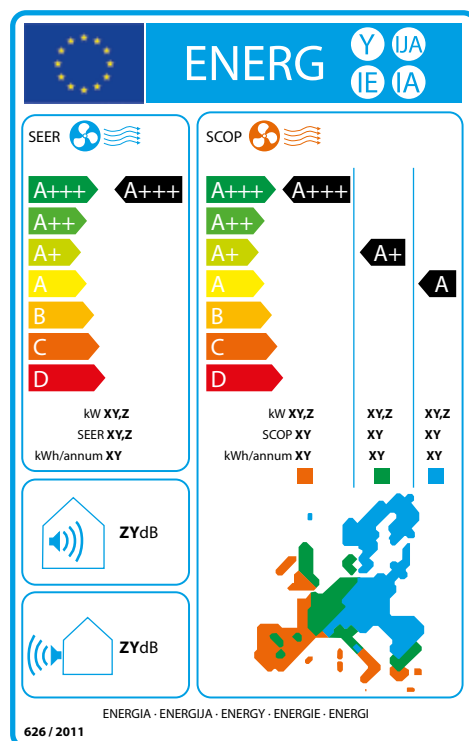 ENERG
Y
IJA
IE
IA
SEER
A+++
A+++
A++
A+
A
B
C
D
kW XY,Z
SEER XY,Z
kWh/annum XY
SCOP
A+++
A+++
A++
A+
A+
A
A
B
C
D
kW XY,Z XY,Z XY,Z
SCOP XY XY XY
kWh/annum XY XY XY
ZYdB
ZYdB
ENERGIA · ENERGIJA · ENERGY · ENERGIE · ENERGI
626 / 2011